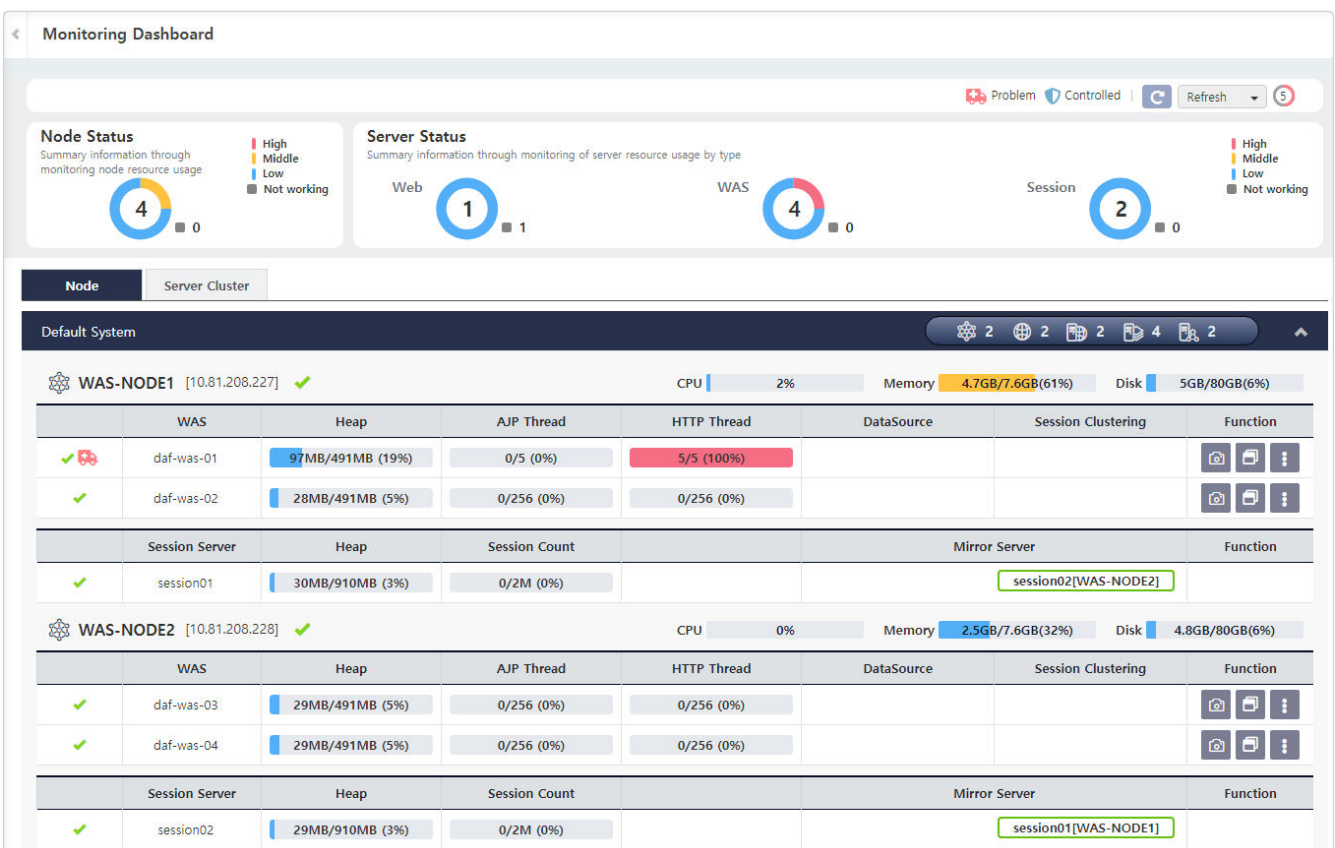 Monitoring Dashboard
Problem Controlled Refresh 5
Node Status
Summary information through
monitoring node resource usage
High
Middle
Low
Not working
4
0
Server Status
Summary information through monitoring of server resource usage by type
High
Middle
Low
Not working
Web
1
1
WAS
4
0
Session
2
0
Node Server Cluster
Default System 2 2 2 4 2
WAS-NODE1 [10.81.208.227] CPU 2% Memory 4.7GB/7.6GB(61%) Disk 5GB/80GB(6%)
WAS Heap AJP Thread HTTP Thread DataSource Session Clustering Function
daf-was-01 97MB/491MB (19%) 0/5 (0%) 5/5 (100%)
daf-was-02 28MB/491MB (5%) 0/256 (0%) 0/256 (0%)
Session Server Heap Session Count Mirror Server Function
session01 30MB/910MB (3%) 0/2M (0%) session02[WAS-NODE2]
WAS-NODE2 [10.81.208.228] CPU 0% Memory 2.5GB/7.6GB(32%) Disk 4.8GB/80GB(6%)
WAS Heap AJP Thread HTTP Thread DataSource Session Clustering Function
daf-was-03 29MB/491MB (5%) 0/256 (0%) 0/256 (0%)
daf-was-04 29MB/491MB (5%) 0/256 (0%) 0/256 (0%)
Session Server Heap Session Count Mirror Server Function
session02 29MB/910MB (3%) 0/2M (0%) session01[WAS-NODE1]